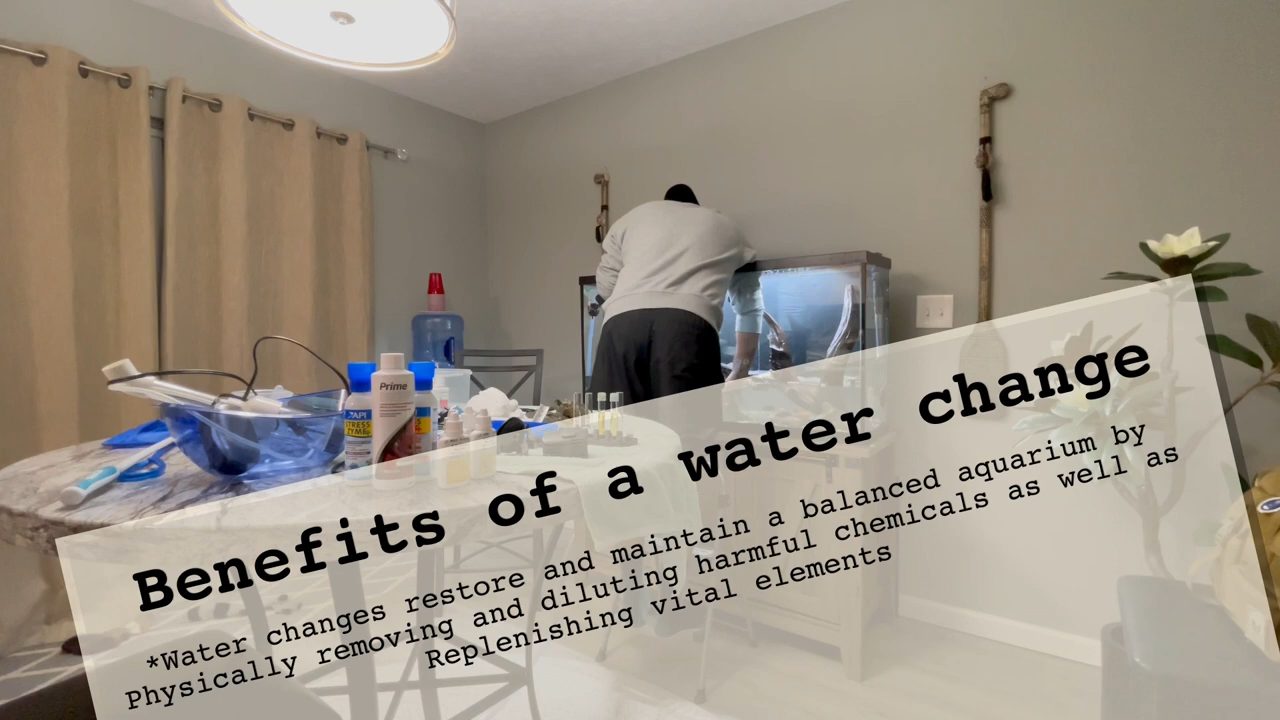 Prime
API
STRESS
ZYME
Benefits of a water change
*Water changes restore and maintain a balanced aquarium by
Physically removing and diluting harmful chemicals as well as
Replenishing vital elements